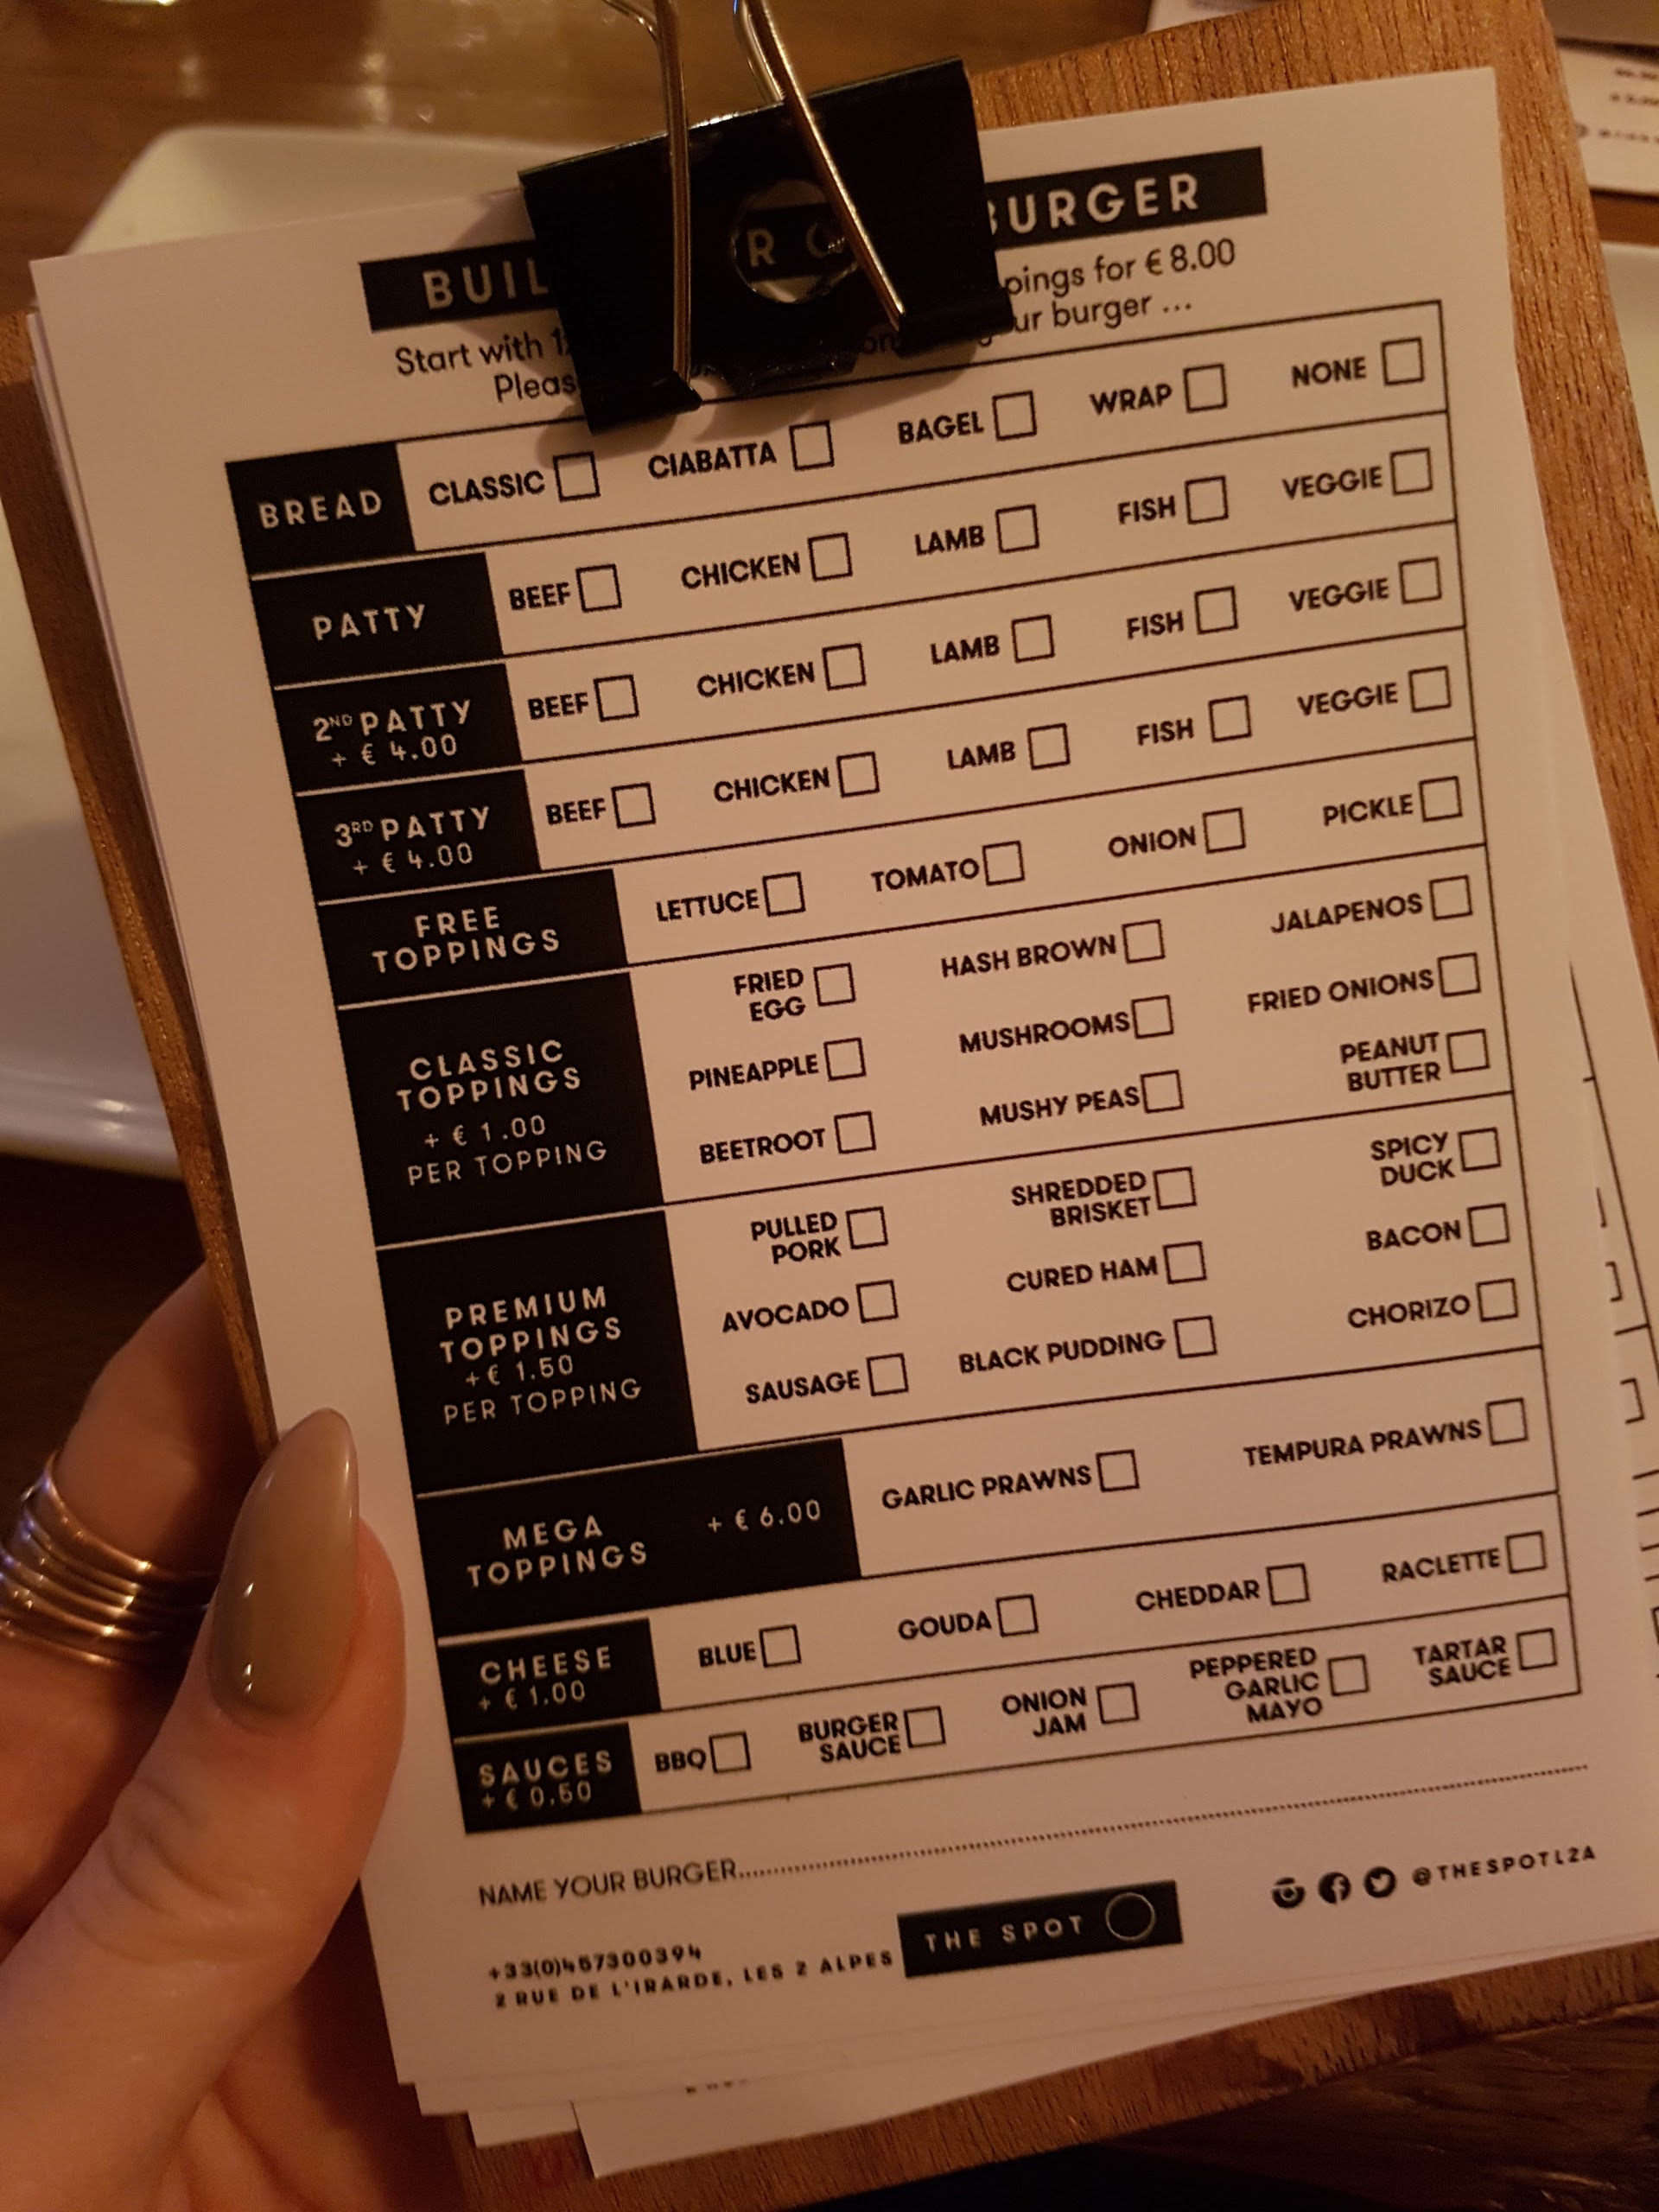 BUIL BURGER
Start with pings for € 8.00
ur burger ...
BREAD CLASSIC CIABATTA BAGEL WRAP NONE
PATTY BEEF CHICKEN LAMB FISH VEGGIE
2ND PATTY BEEF CHICKEN LAMB FISH VEGGIE
+ € 4.00
3RD PATTY BEEF CHICKEN LAMB FISH VEGGIE
+ € 4.00
FREE
TOPPINGS
LETTUCE TOMATO ONION PICKLE
CLASSIC
TOPPINGS
+ € 1.00
PER TOPPING
FRIED
EGG
HASH BROWN JALAPENOS
PINEAPPLE MUSHROOMS FRIED ONIONS
BEETROOT MUSHY PEAS
PEANUT
BUTTER
PREMIUM
TOPPINGS
+ € 1.50
PER TOPPING
PULLED
PORK
SHREDDED
BRISKET
SPICY
DUCK
AVOCADO CURED HAM BACON
SAUSAGE BLACK PUDDING CHORIZO
MEGA
TOPPINGS
+ € 6.00
GARLIC PRAWNS TEMPURA PRAWNS
CHEESE
+ € 1.00
BLUE GOUDA CHEDDAR RACLETTE
SAUCES
+ € 0.50
BBQ
BURGER
SAUCE
ONION
JAM
PEPPERED
GARLIC
MAYO
TARTAR
SAUCE
NAME YOUR BURGER
+33(0)457300394
2 RUE DE L'IRARDE, LES 2 ALPES
THE SPOT
@THESPOTL2A